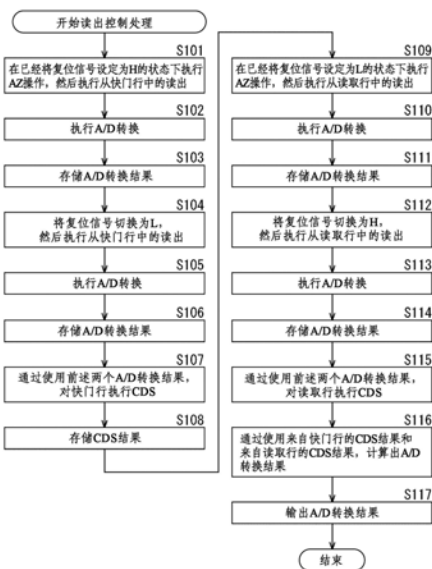 开始读出控制处理
S101
在已经将复位信号设定为H的状态下执行
AZ操作，然后执行从快门行中的读出
S102
执行A/D转换
S103
存储A/D转换结果
S104
将复位信号切换为L，
然后执行从快门行中的读出
S105
执行A/D转换
S106
存储A/D转换结果
S107
通过使用前述两个A/D转换结果，
对快门行执行CDS
S108
存储CDS结果
S109
在已经将复位信号设定为L的状态下执行
AZ操作，然后执行从读取行中的读出
S110
执行A/D转换
S111
存储A/D转换结果
S112
将复位信号切换为H，
然后执行从读取行中的读出
S113
执行A/D转换
S114
存储A/D转换结果
S115
通过使用前述两个A/D转换结果，
对读取行执行CDS
S116
通过使用来自快门行的CDS结果和
来自读取行的CDS结果，计算出A/D
转换结果
S117
输出A/D转换结果
结束